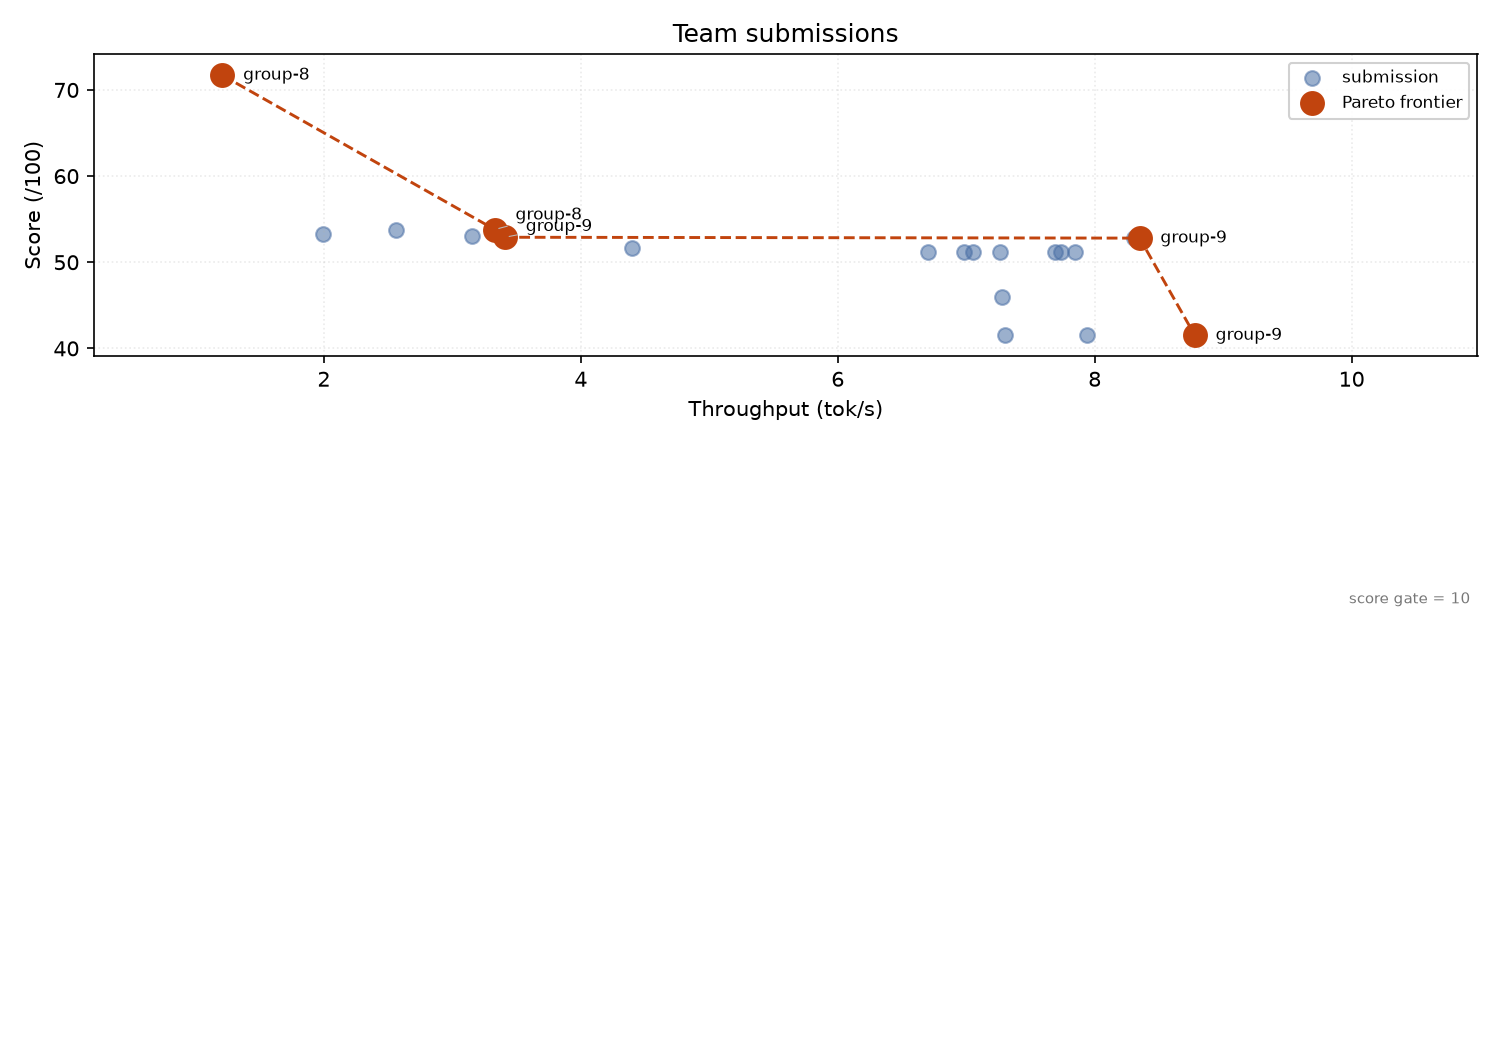 Team submissions
submission
Pareto frontier
group-8
group-8
group-9
group-9
group-9
Score (/100)
70
60
50
40
2
4
6
8
10
Throughput (tok/s)
score gate = 10